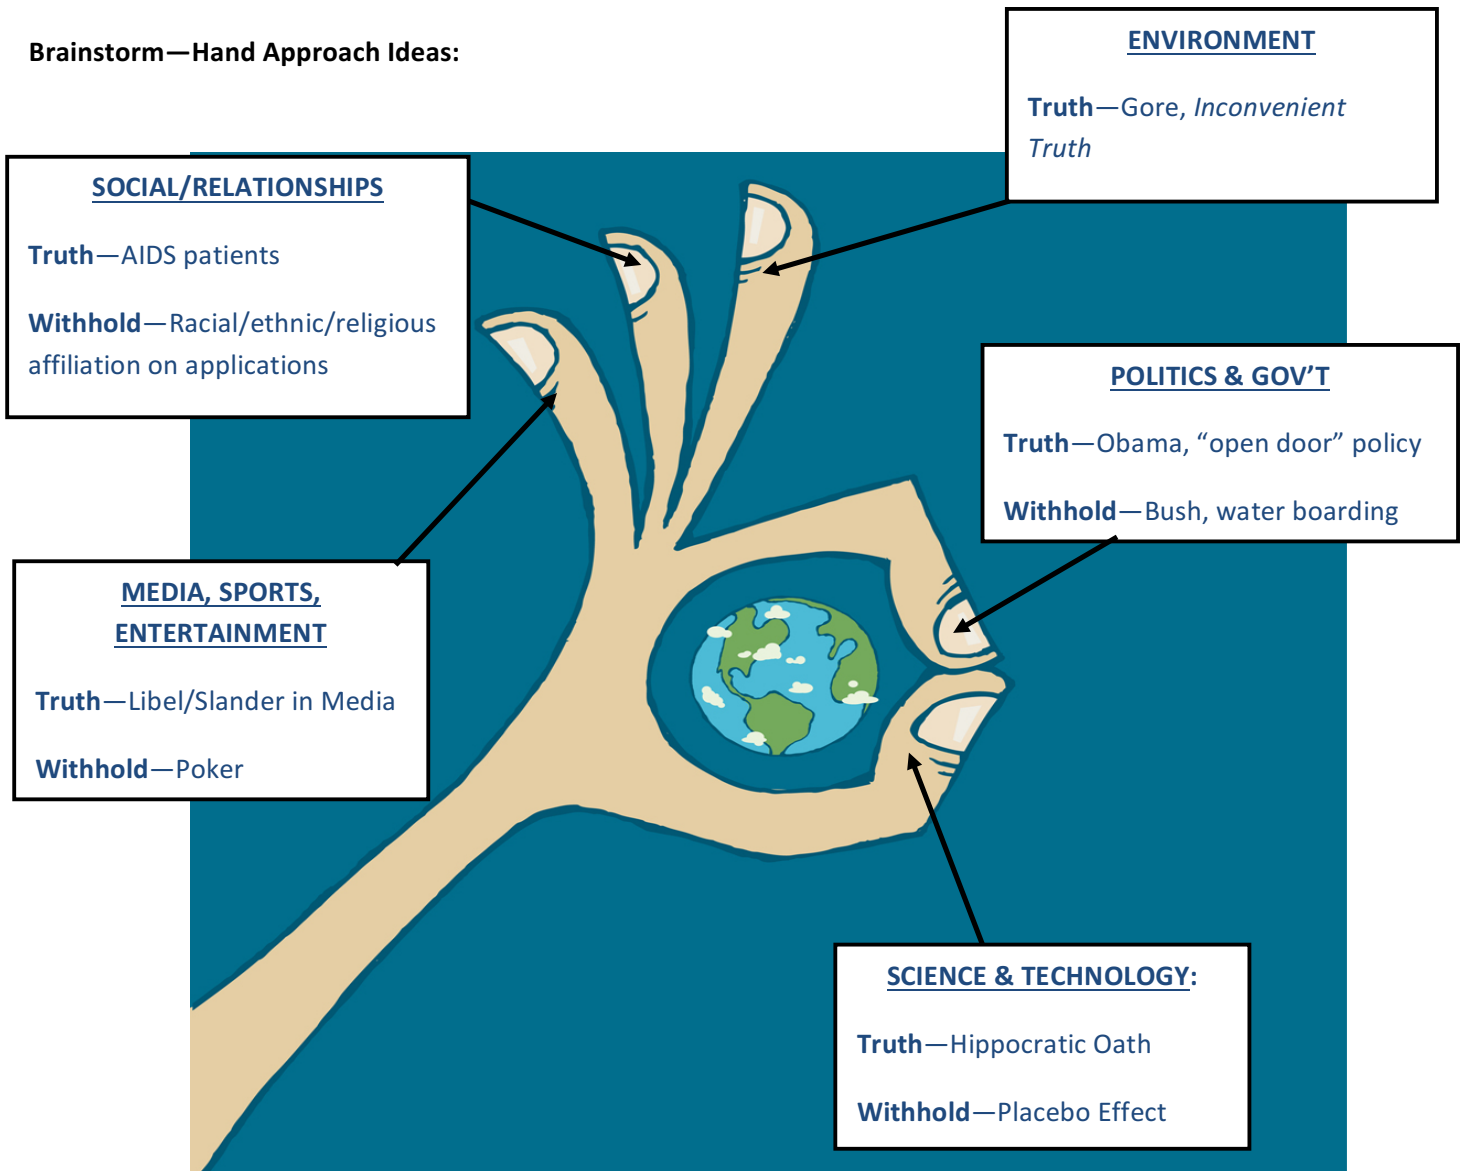 Brainstorm—Hand Approach Ideas:
ENVIRONMENT
Truth—Gore, Inconvenient
Truth
SOCIAL/RELATIONSHIPS
Truth—AIDS patients
Withhold—Racial/ethnic/religious
affiliation on applications
POLITICS & GOV’T
Truth—Obama, “open door” policy
Withhold—Bush, water boarding
MEDIA, SPORTS,
ENTERTAINMENT
Truth—Libel/Slander in Media
Withhold—Poker
SCIENCE & TECHNOLOGY:
Truth—Hippocratic Oath
Withhold—Placebo Effect